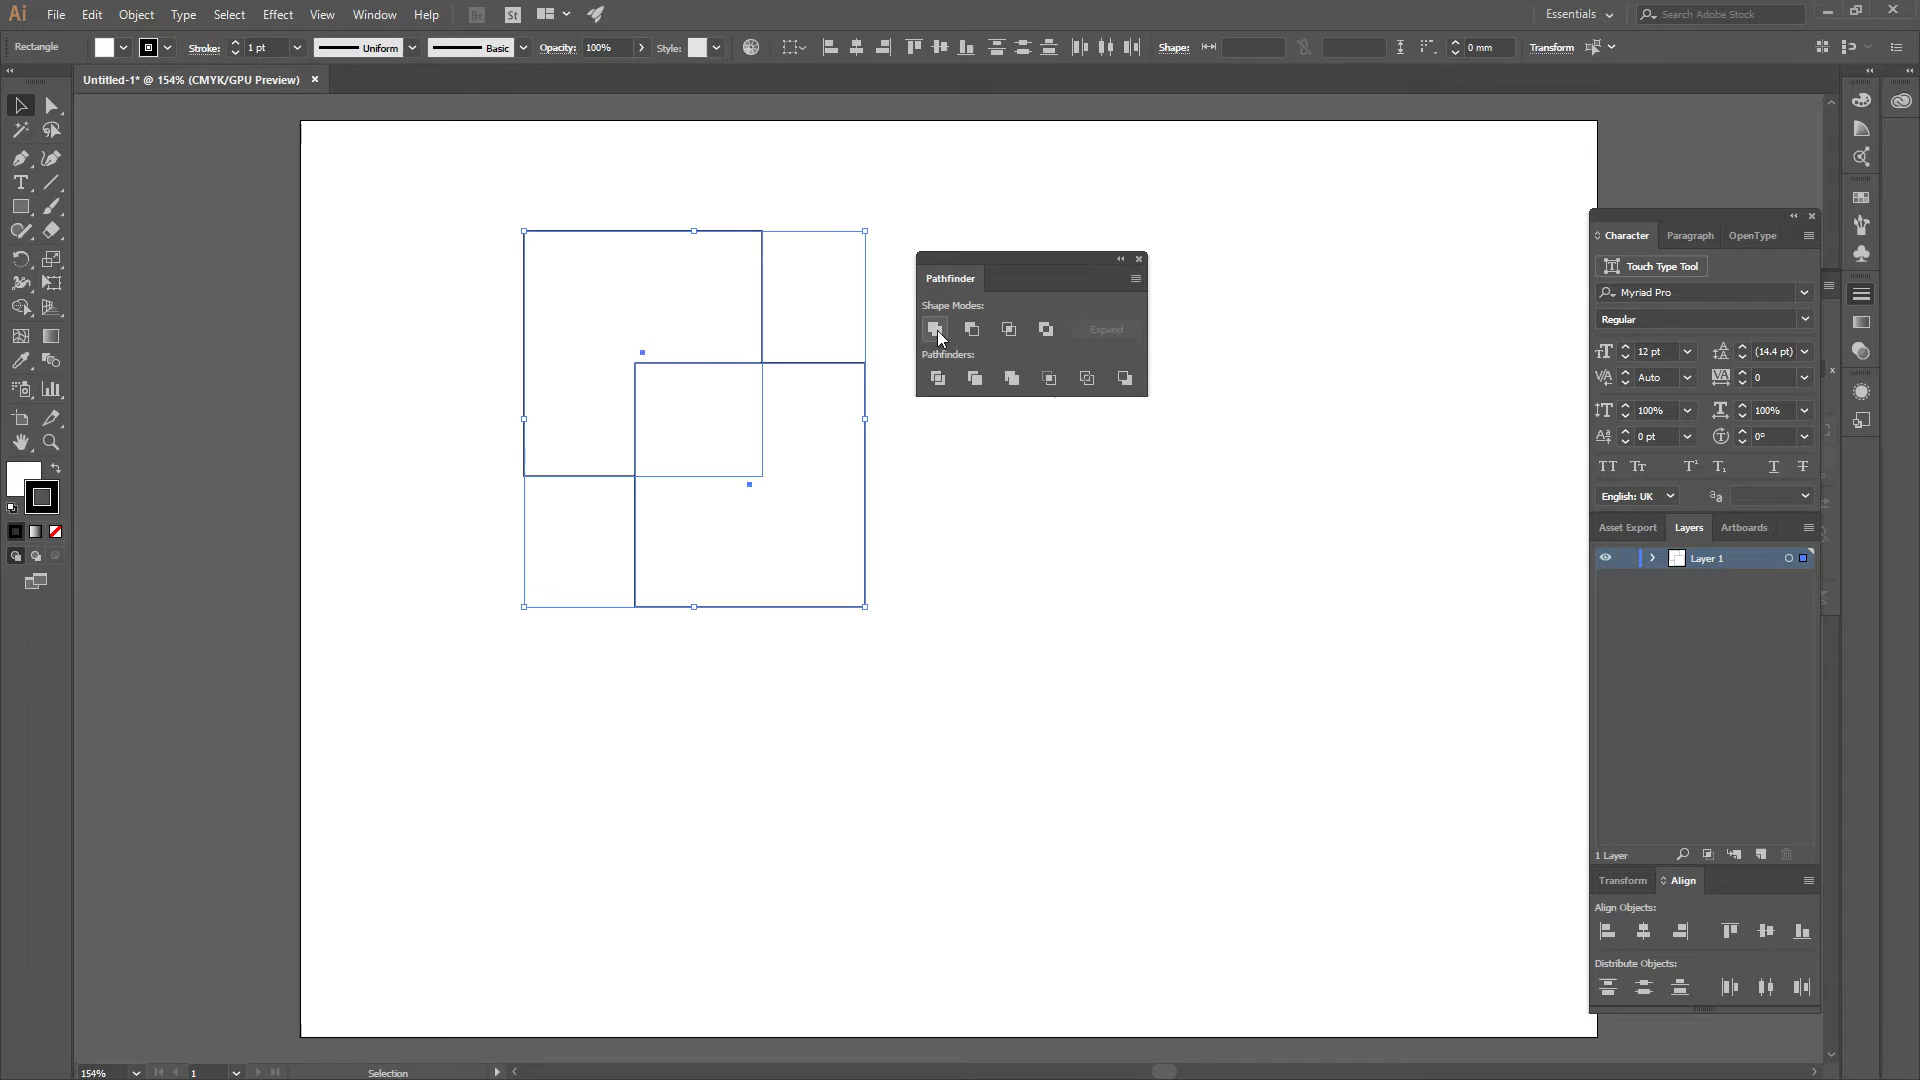 Ai File Edit Object Type Select Effect View Window Help Br St Essentials Search Adobe Stock
Rectangle Stroke: 1 pt Uniform Basic Opacity: 100% Style: Shape: 0 mm Transform
Untitled-1* @ 154% (CMYK/GPU Preview)
Pathfinder
Shape Modes:
Expand
Pathfinders:
Character Paragraph OpenType
Touch Type Tool
Myriad Pro
Regular
12 pt (14.4 pt)
Auto 0
100% 100%
0 pt 0°
English: UK
Asset Export Layers Artboards
Layer 1
1 Layer
Transform Align
Align Objects:
Distribute Objects:
154% 1 Selection